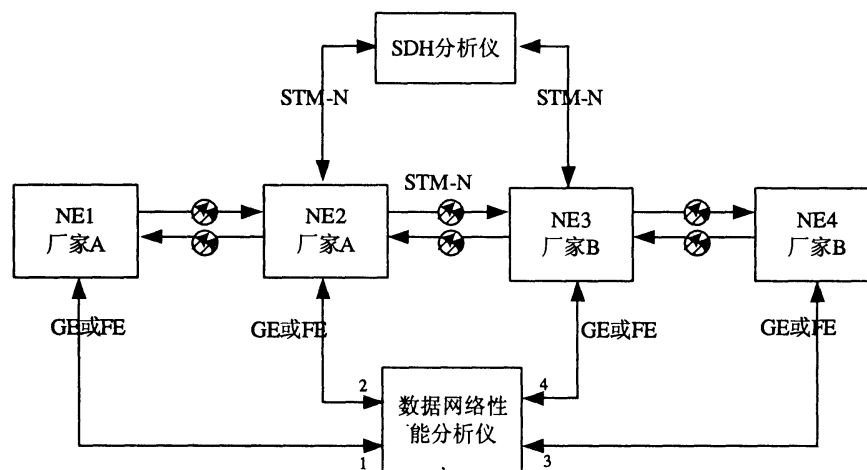 SDH分析仪
STM-N
STM-N
STM-N
NE1
厂家A
NE2
厂家A
NE3
厂家B
NE4
厂家B
GE或FE
GE或FE
GE或FE
GE或FE
2
4
数据网络性
能分析仪
1
3